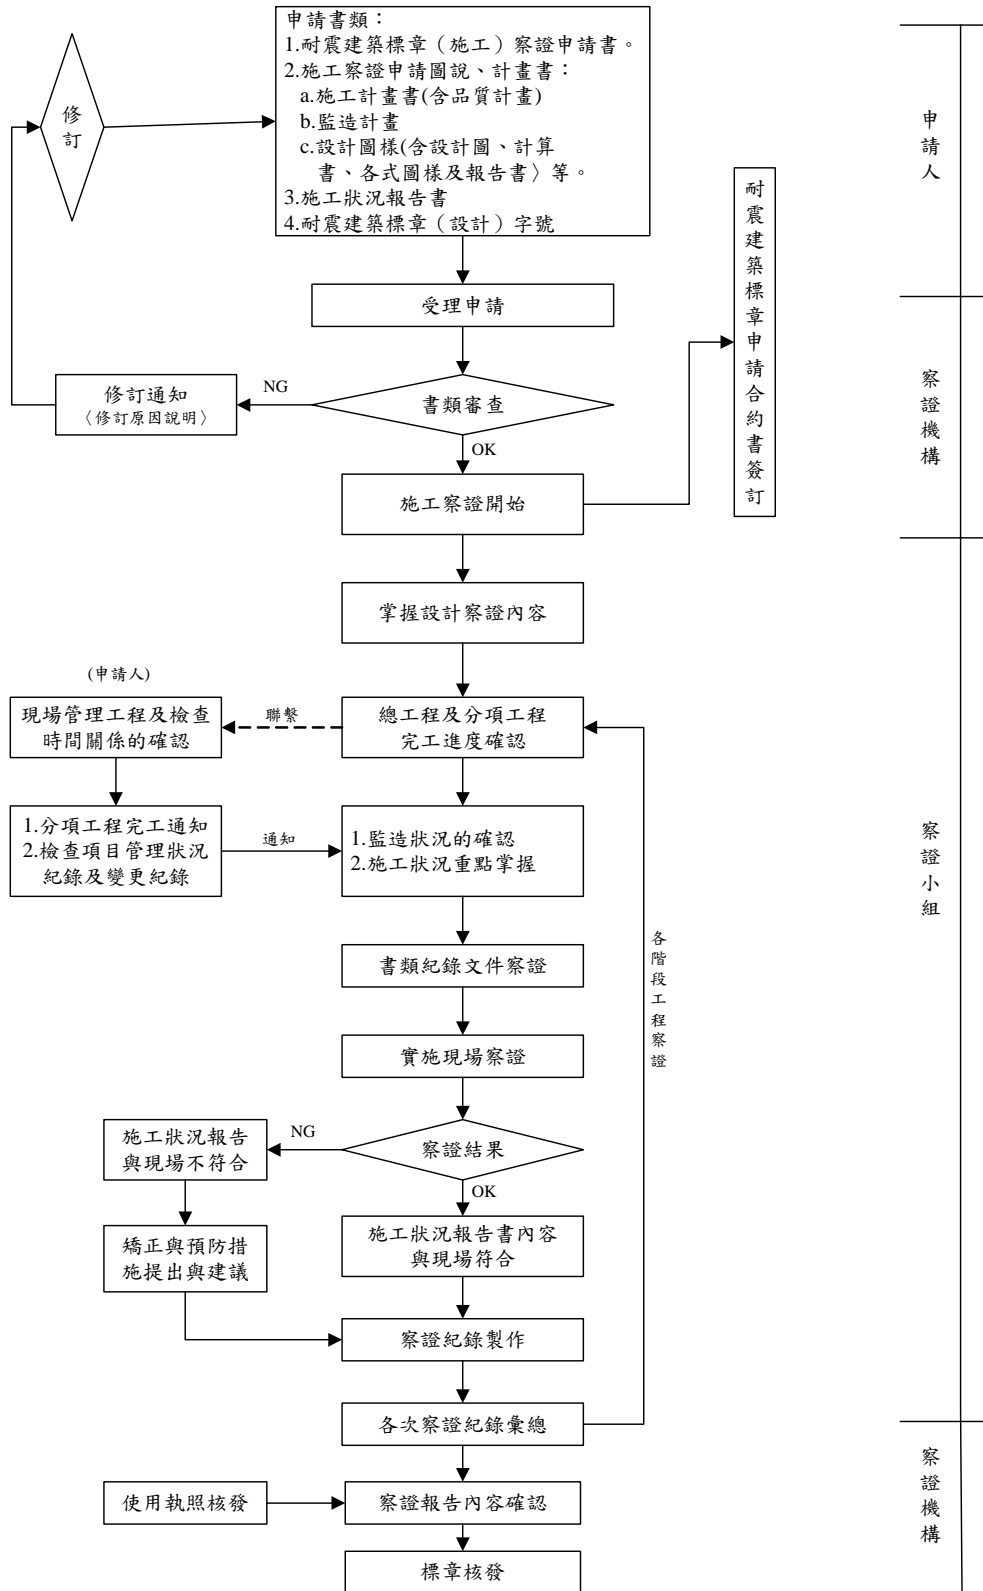 申請書類：
1.耐震建築標章（施工）察證申請書。
2.施工察證申請圖說、計畫書：
a.施工計畫書(含品質計畫)
b.監造計畫
c.設計圖樣(含設計圖、計算
書、各式圖樣及報告書〉等。
3.施工狀況報告書
4.耐震建築標章（設計）字號
修訂
申請人
耐震建築標章申請合約書簽訂
受理申請
修訂通知
〈修訂原因說明〉
NG
書類審查
OK
察證機構
施工察證開始
掌握設計察證內容
(申請人)
現場管理工程及檢查
時間關係的確認
聯繫
總工程及分項工程
完工進度確認
1.分項工程完工通知
2.檢查項目管理狀況
紀錄及變更紀錄
通知
1.監造狀況的確認
2.施工狀況重點掌握
察證小組
書類紀錄文件察證
各階段工程察證
實施現場察證
施工狀況報告
與現場不符合
NG
察證結果
OK
矯正與預防措
施提出與建議
施工狀況報告書內容
與現場符合
察證紀錄製作
各次察證紀錄彙總
使用執照核發
察證報告內容確認
察證機構
標章核發